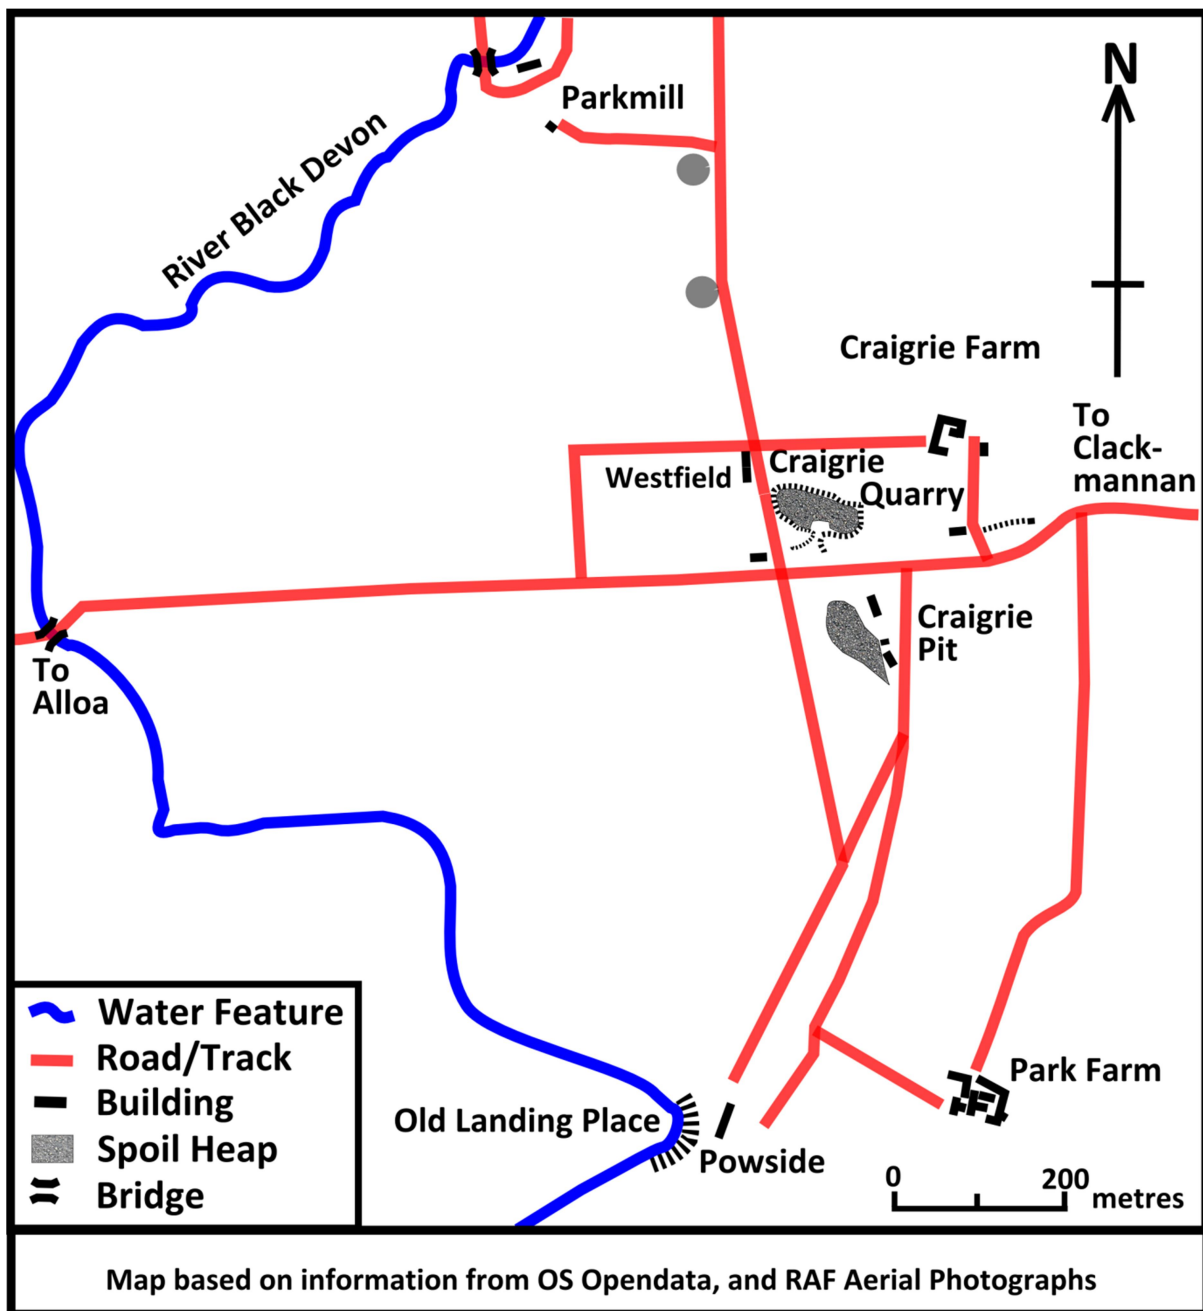 N
Parkmill
River Black Devon
Craigrie Farm
To
Clack-
mannan
Westfield
Craigrie
Quarry
Craigrie
Pit
To
Alloa
Water Feature
Road/Track
Building
Spoil Heap
Bridge
Park Farm
Old Landing Place
Powside
0 200
metres
Map based on information from OS Opendata, and RAF Aerial Photographs